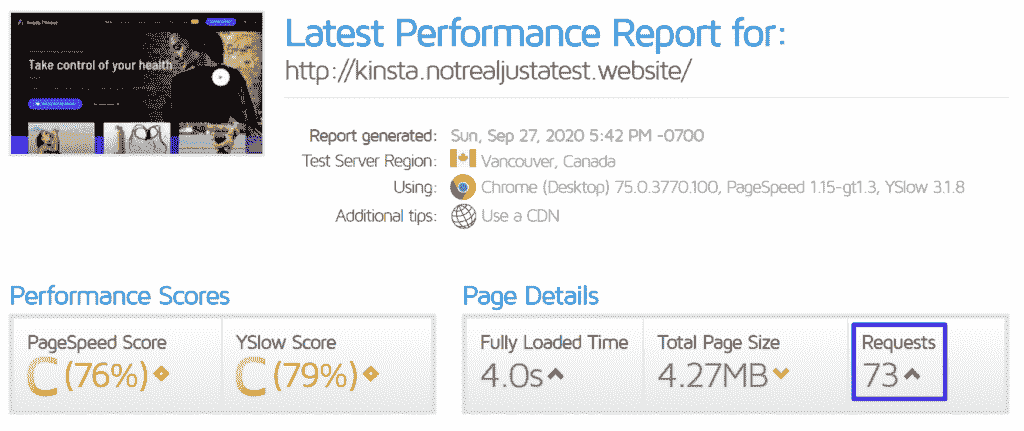 Take control of your health
Latest Performance Report for:
http://kinsta.notrealjustatest.website/
Report generated: Sun, Sep 27, 2020 5:42 PM -0700
Test Server Region: Vancouver, Canada
Using: Chrome (Desktop) 75.0.3770.100, PageSpeed 1.15-gt1.3, YSlow 3.1.8
Additional tips: Use a CDN
Performance Scores
Page Details
PageSpeed Score YSlow Score Fully Loaded Time Total Page Size Requests
C (76%) C (79%) 4.0s 4.27MB 73